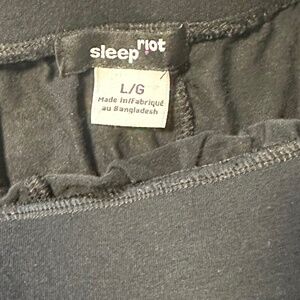 sleep riot
L/G
Made in/Fabriqué
au Bangladesh